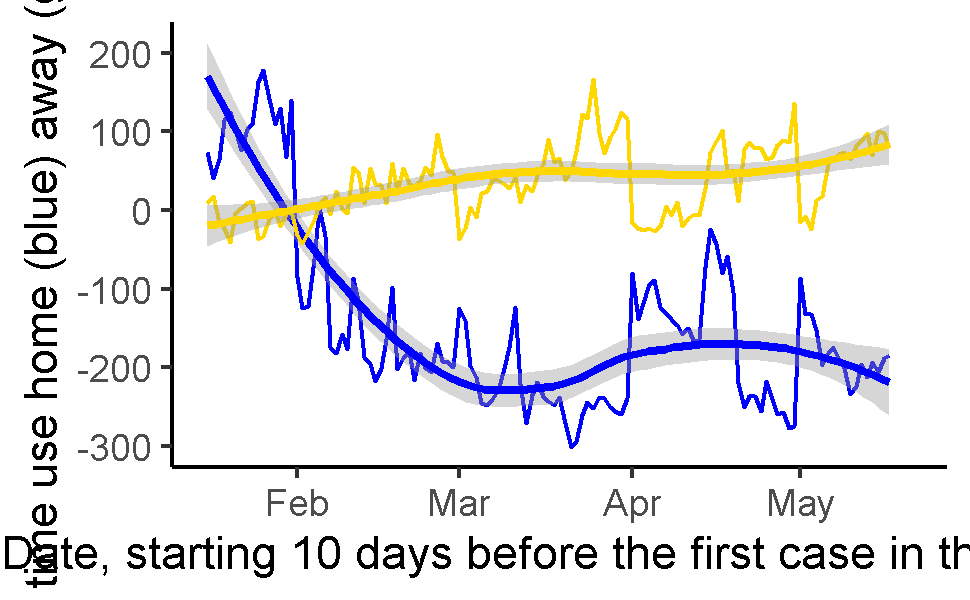 time use home (blue) away (
200
100
0
-100
-200
-300
Feb Mar Apr May
Date, starting 10 days before the first case in th